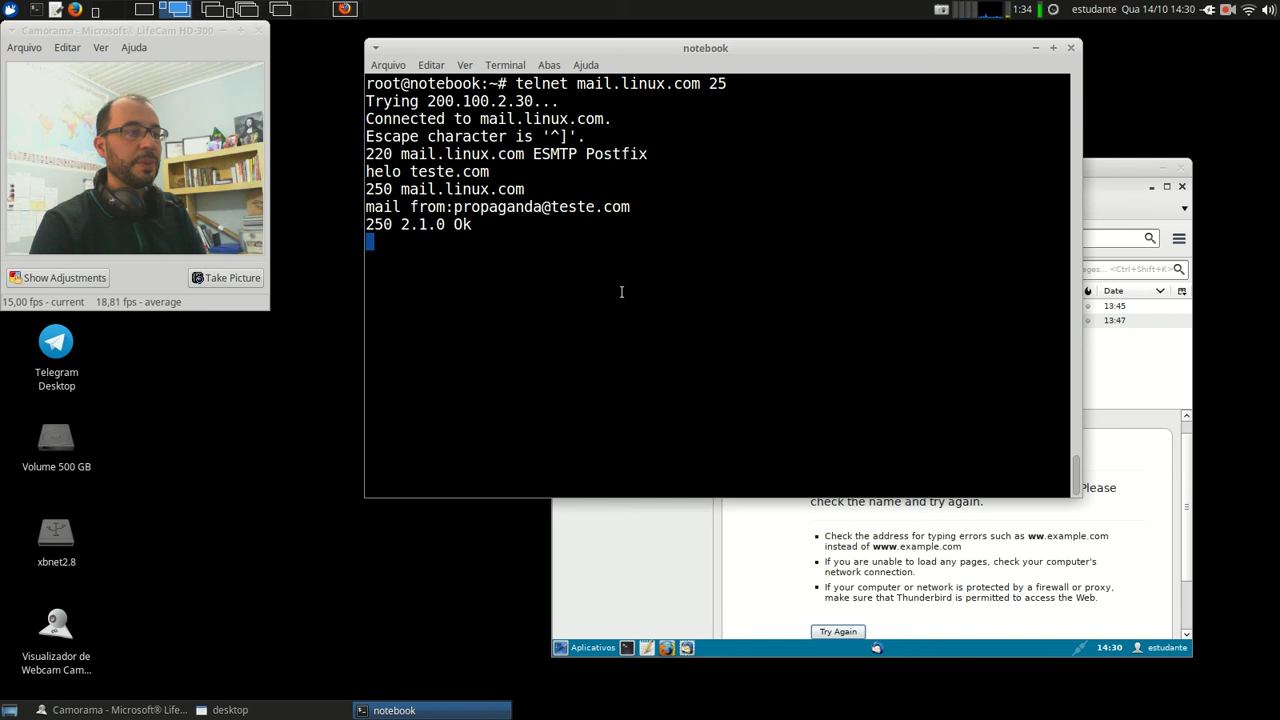 1:34
estudante
Qua 14/10 14:30
Camorama - Microsoft® LifeCam HD-300
Arquivo Editar Ver Ajuda
Show Adjustments
Take Picture
15,00 fps - current 18,81 fps - average
Telegram
Desktop
Volume 500 GB
xbnet2.8
Visualizador de
Webcam Cam...
notebook
Arquivo Editar Ver Terminal Abas Ajuda
root@notebook:~# telnet mail.linux.com 25
Trying 200.100.2.30...
Connected to mail.linux.com.
Escape character is '^]'.
220 mail.linux.com ESMTP Postfix
helo teste.com
250 mail.linux.com
mail from:propaganda@teste.com
250 2.1.0 Ok
ges... <Ctrl+Shift+K>
Date
13:45
13:47
Please
check the name and try again.
Check the address for typing errors such as ww.example.com
instead of www.example.com
If you are unable to load any pages, check your computer's
network connection.
If your computer or network is protected by a firewall or proxy,
make sure that Thunderbird is permitted to access the Web.
Try Again
Aplicativos
14:30
estudante
Camorama - Microsoft® Life...
desktop
notebook